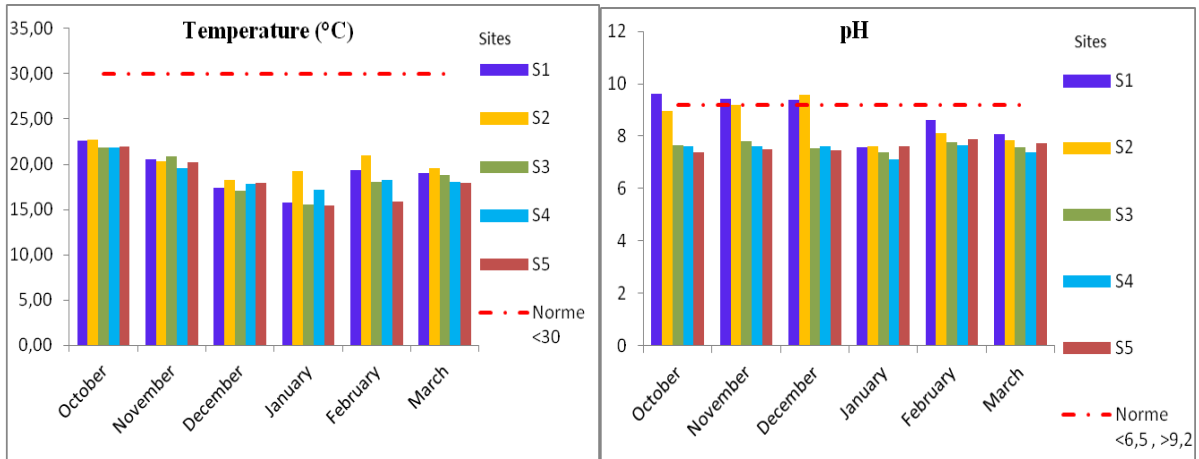 Temperature (°C)
35,00
30,00
25,00
20,00
15,00
10,00
5,00
0,00
October
November
December
January
February
March
Sites
S1
S2
S3
S4
S5
Norme
<30
pH
12
10
8
6
4
2
0
October
November
December
January
February
March
Sites
S1
S2
S3
S4
S5
Norme
<6,5 , >9,2